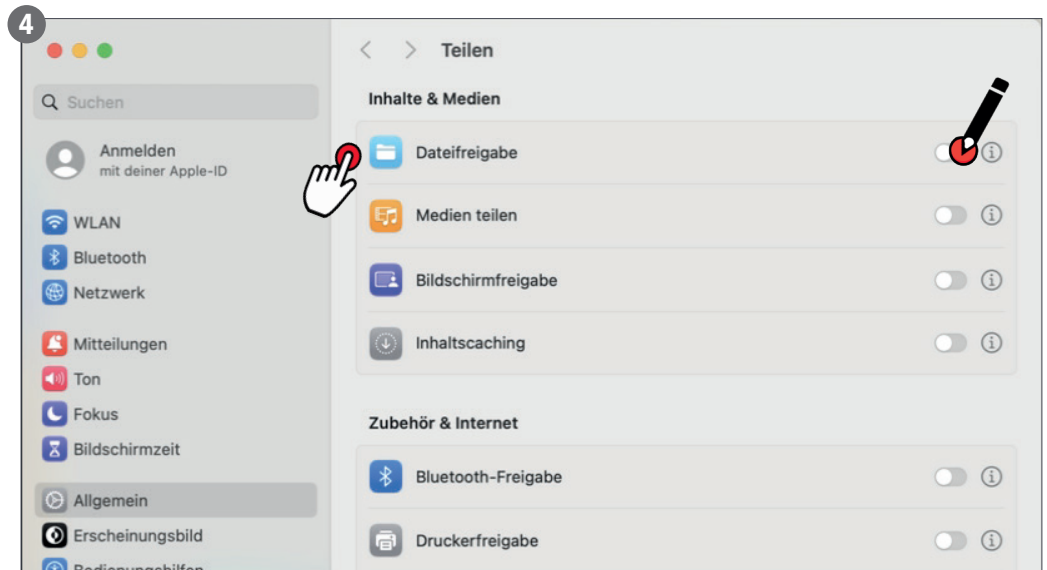 4
Teilen
Suchen
Anmelden
mit deiner Apple-ID
WLAN
Bluetooth
Netzwerk
Mitteilungen
Ton
Fokus
Bildschirmzeit
Allgemein
Erscheinungsbild
Bedienungshilfen
Inhalte & Medien
Dateifreigabe
Medien teilen
Bildschirmfreigabe
Inhaltscaching
Zubehör & Internet
Bluetooth-Freigabe
Druckerfreigabe